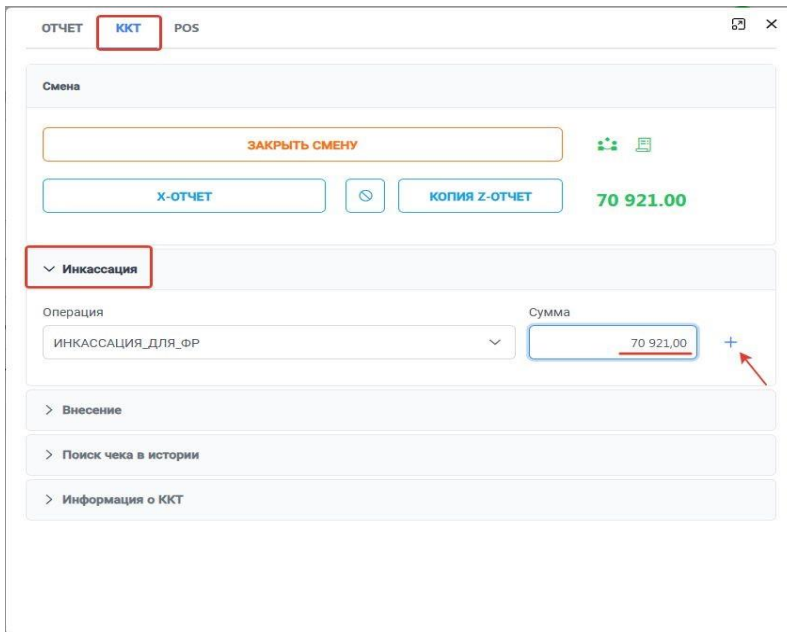 ОТЧЕТ ККТ POS
Смена
ЗАКРЫТЬ СМЕНУ
X-ОТЧЕТ КОПИЯ Z-ОТЧЕТ 70 921.00
Инкассация
Операция Сумма
ИНКАССАЦИЯ_ДЛЯ_ФР 70 921,00
Внесение
Поиск чека в истории
Информация о ККТ